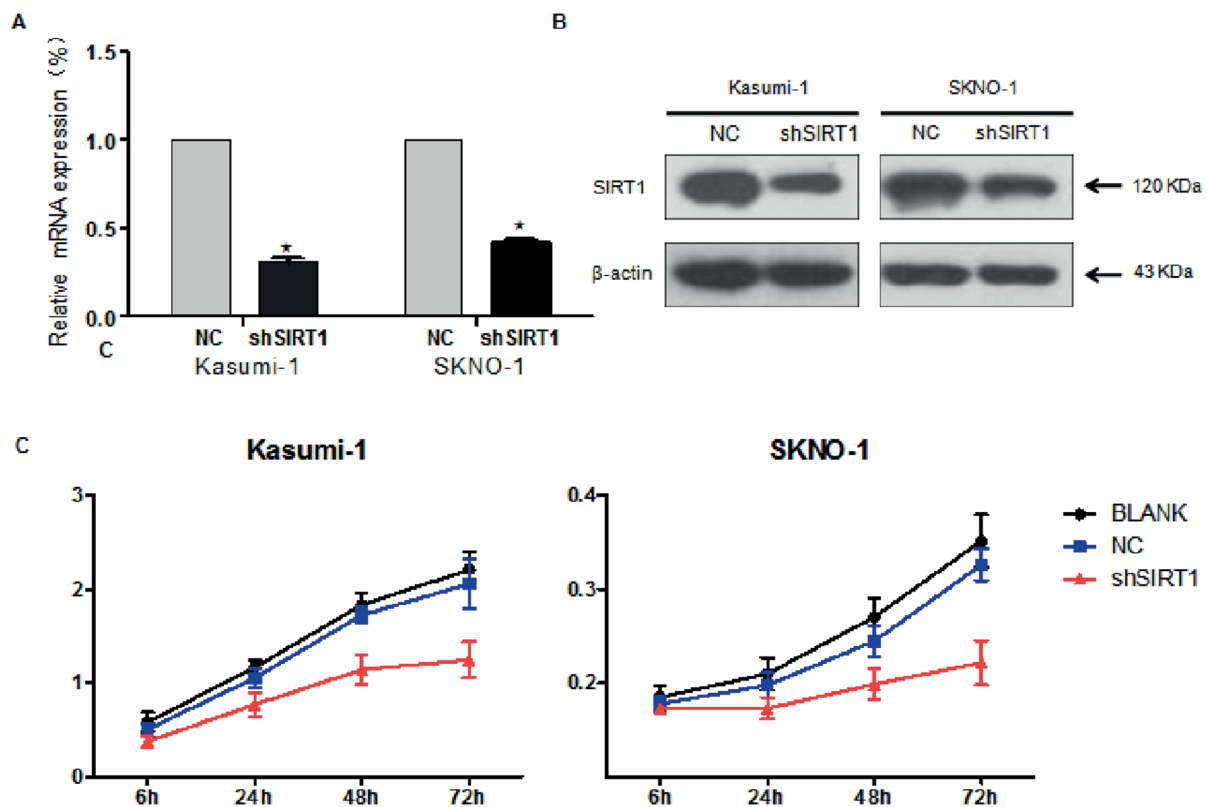 A
Relative mRNA expression (%)
1.5
1.0
0.5
0.0
NC shSIRT1 NC shSIRT1
C
Kasumi-1 SKNO-1
B
Kasumi-1 SKNO-1
NC shSIRT1 NC shSIRT1
SIRT1 120 KDa
β-actin 43 KDa
C
Kasumi-1
3
2
1
0
6h 24h 48h 72h
SKNO-1
0.4
0.3
0.2
6h 24h 48h 72h
BLANK
NC
shSIRT1